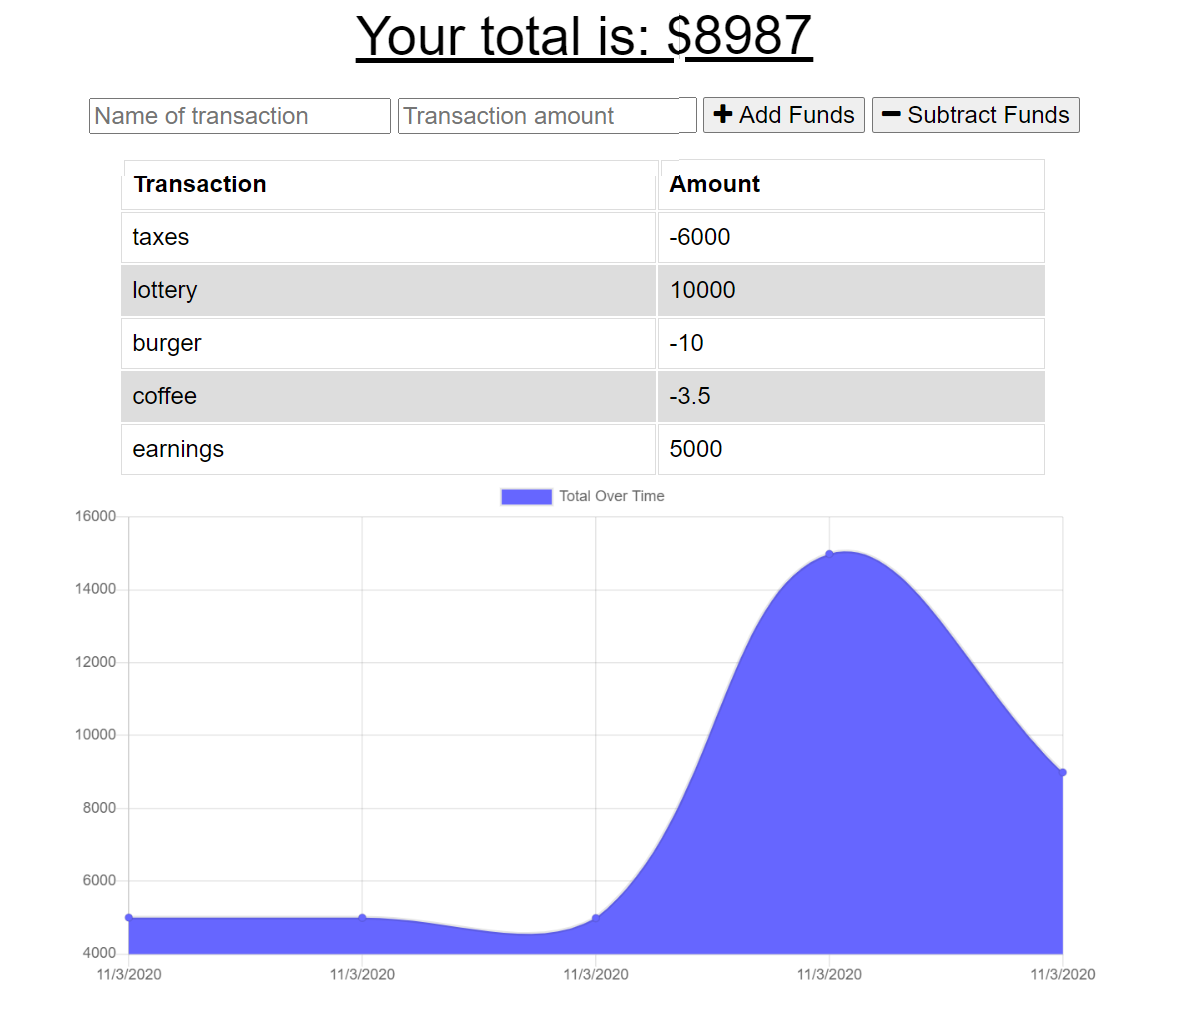 Your total is: $8987
Name of transaction Transaction amount Add Funds Subtract Funds
Transaction Amount
taxes -6000
lottery 10000
burger -10
coffee -3.5
earnings 5000
Total Over Time
16000
14000
12000
10000
8000
6000
4000
11/3/2020 11/3/2020 11/3/2020 11/3/2020 11/3/2020